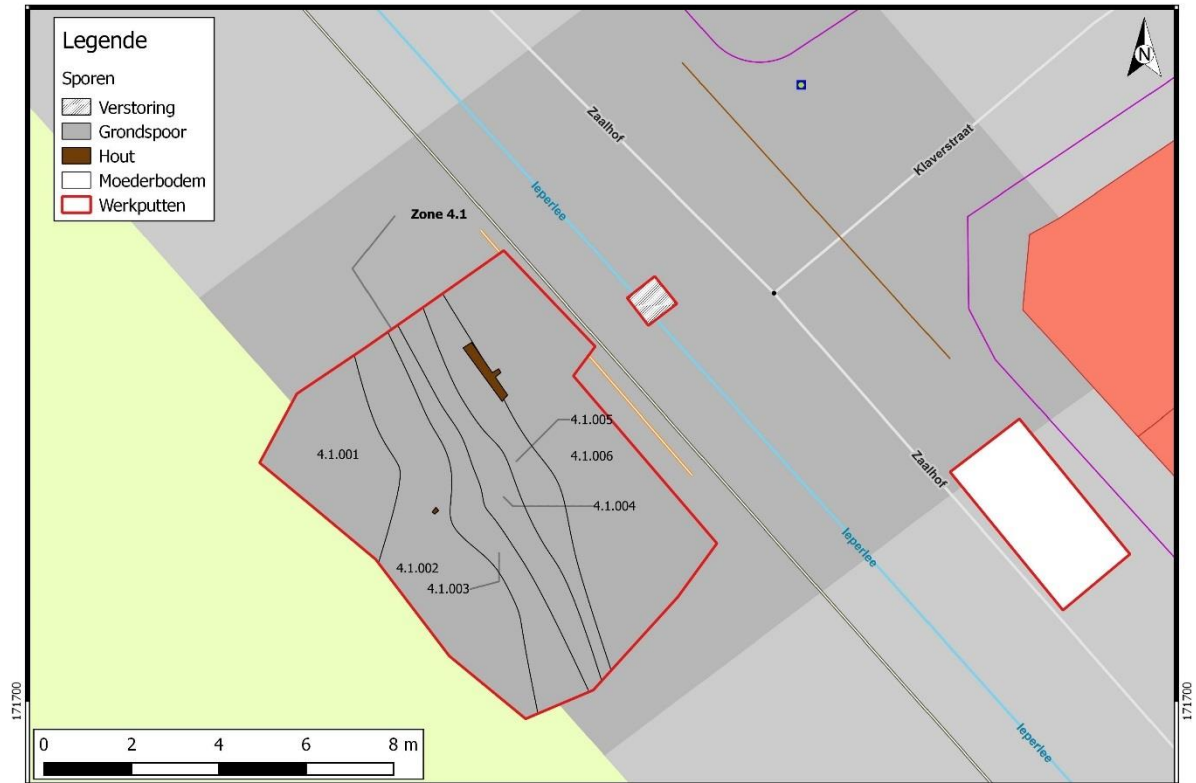 Legende
Sporen
Verstoring
Grondspoor
Hout
Moederbodem
Werkputten
N
Zaalhof
Klaverstraat
Ieperlee
Zone 4.1
4.1.005
4.1.001
4.1.006
Zaalhof
4.1.004
Ieperlee
4.1.002
4.1.003
171700
171700
Ieperlee
0 2 4 6 8 m